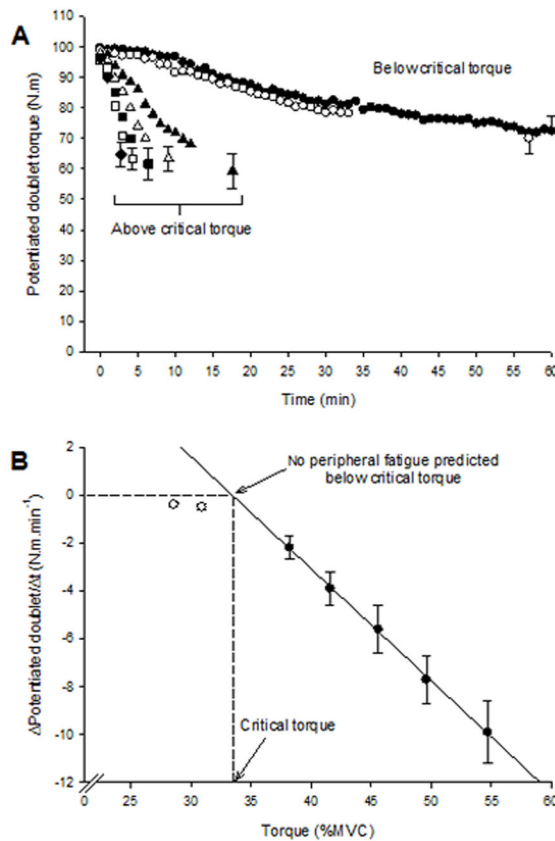 A
110
100
90
80
70
60
50
40
30
20
10
0
Potentiated doublet torque (N.m)
Below critical torque
Above critical torque
0 5 10 15 20 25 30 35 40 45 50 55 60
Time (min)
B
2
0
-2
-4
-6
-8
-10
-12
ΔPotentiated doublet/Δt (N.m.min⁻¹)
No peripheral fatigue predicted
below critical torque
Critical torque
0 25 30 35 40 45 50 55 60
Torque (%MVC)